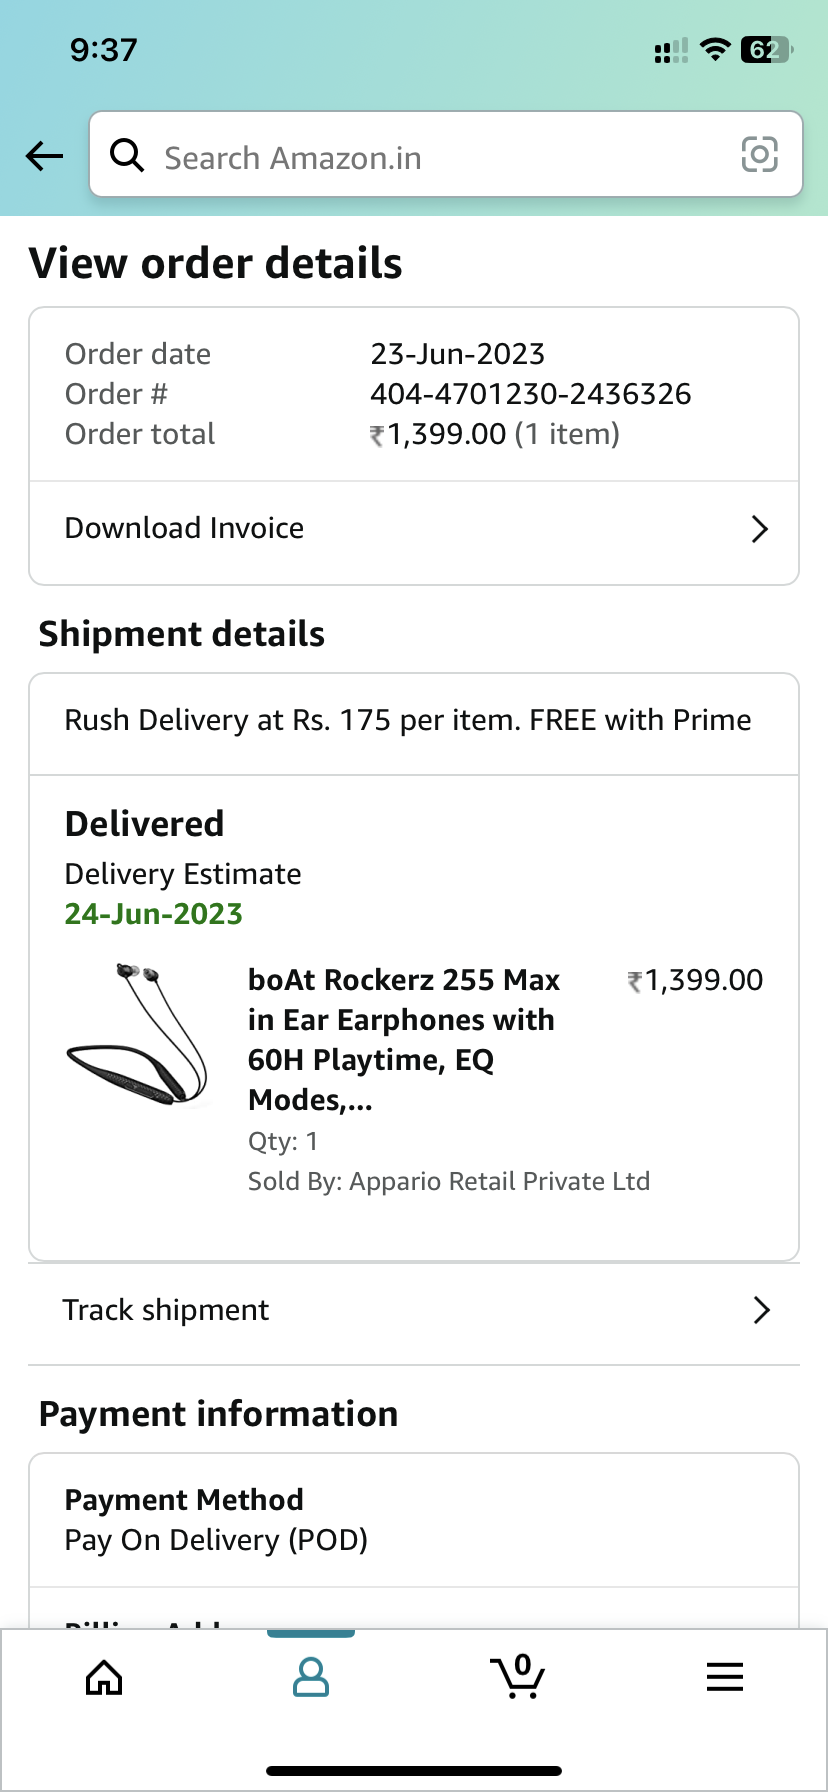 9:37
62
Search Amazon.in
View order details
Order date 23-Jun-2023
Order # 404-4701230-2436326
Order total ₹1,399.00 (1 item)
Download Invoice
Shipment details
Rush Delivery at Rs. 175 per item. FREE with Prime
Delivered
Delivery Estimate
24-Jun-2023
boAt Rockerz 255 Max ₹1,399.00
in Ear Earphones with
60H Playtime, EQ
Modes,...
Qty: 1
Sold By: Appario Retail Private Ltd
Track shipment
Payment information
Payment Method
Pay On Delivery (POD)
0